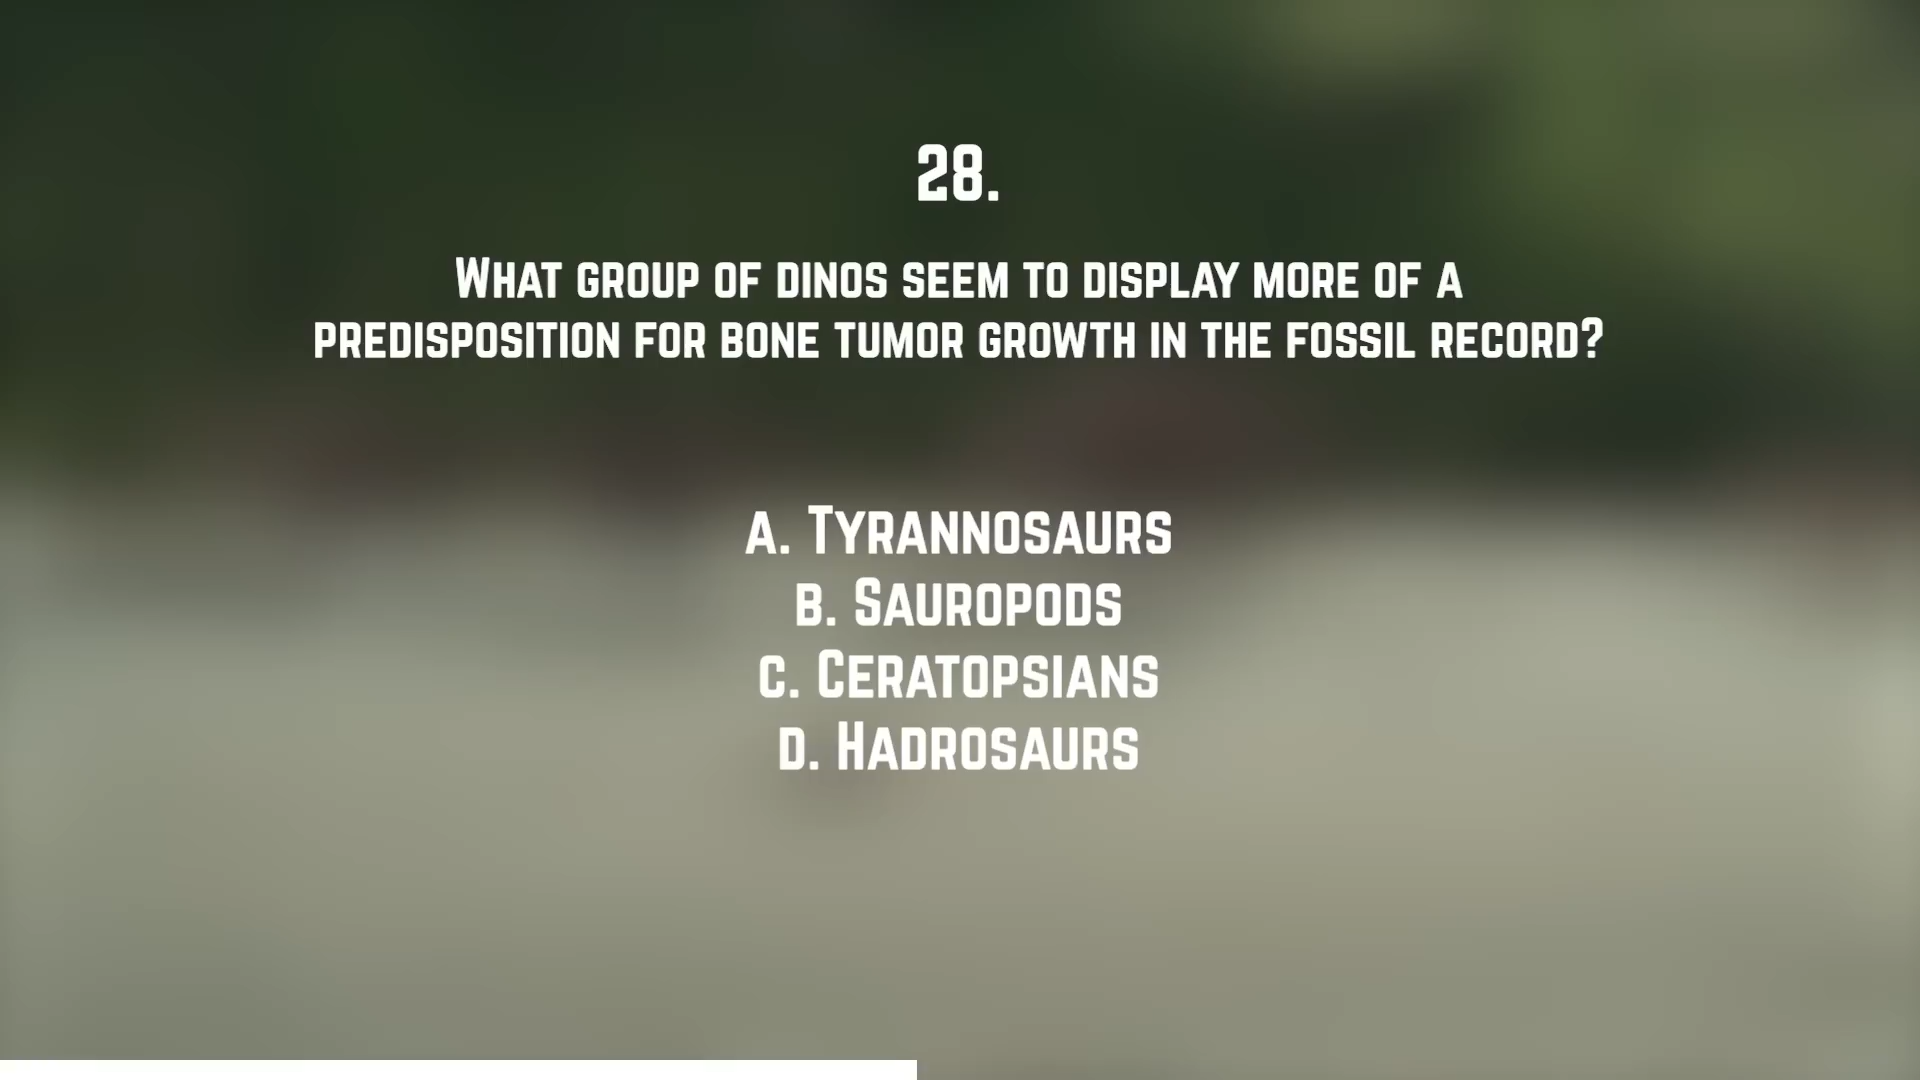 28.
What group of dinos seem to display more of a
predisposition for bone tumor growth in the fossil record?
a. Tyrannosaurs
b. Sauropods
c. Ceratopsians
d. Hadrosaurs